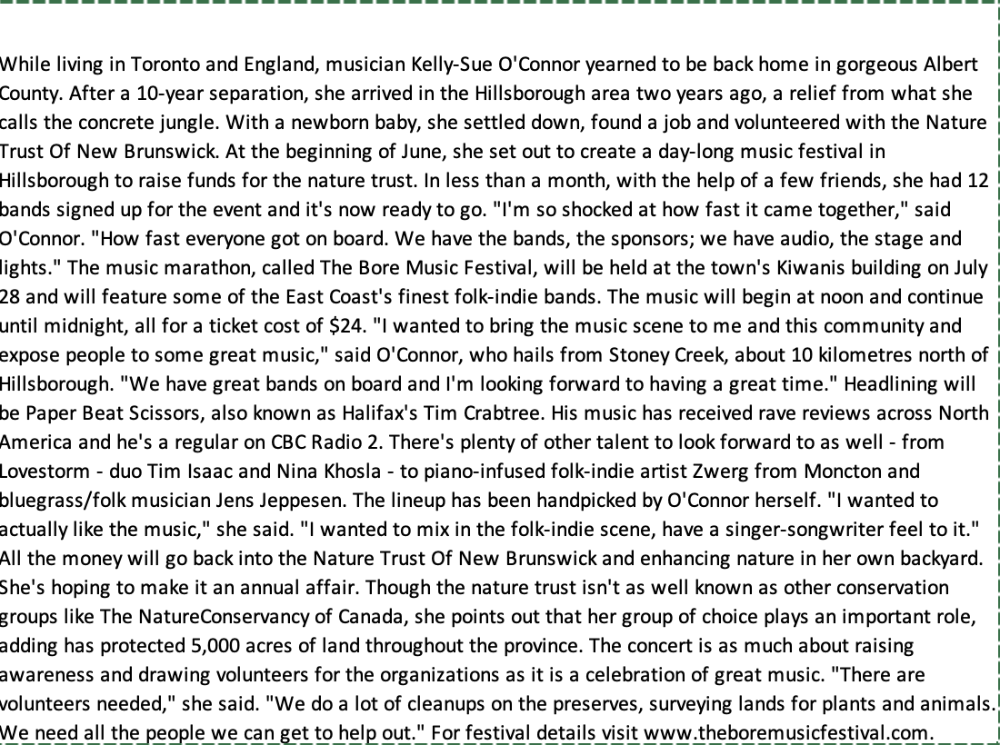 While living in Toronto and England, musician Kelly-Sue O'Connor yearned to be back home in gorgeous Albert
County. After a 10-year separation, she arrived in the Hillsborough area two years ago, a relief from what she
calls the concrete jungle. With a newborn baby, she settled down, found a job and volunteered with the Nature
Trust Of New Brunswick. At the beginning of June, she set out to create a day-long music festival in
Hillsborough to raise funds for the nature trust. In less than a month, with the help of a few friends, she had 12
bands signed up for the event and it's now ready to go. "I'm so shocked at how fast it came together," said
O'Connor. "How fast everyone got on board. We have the bands, the sponsors; we have audio, the stage and
lights." The music marathon, called The Bore Music Festival, will be held at the town's Kiwanis building on July
28 and will feature some of the East Coast's finest folk-indie bands. The music will begin at noon and continue
until midnight, all for a ticket cost of $24. "I wanted to bring the music scene to me and this community and
expose people to some great music," said O'Connor, who hails from Stoney Creek, about 10 kilometres north of
Hillsborough. "We have great bands on board and I'm looking forward to having a great time." Headlining will
be Paper Beat Scissors, also known as Halifax's Tim Crabtree. His music has received rave reviews across North
America and he's a regular on CBC Radio 2. There's plenty of other talent to look forward to as well - from
Lovestorm - duo Tim Isaac and Nina Khosla - to piano-infused folk-indie artist Zwerg from Moncton and
bluegrass/folk musician Jens Jeppesen. The lineup has been handpicked by O'Connor herself. "I wanted to
actually like the music," she said. "I wanted to mix in the folk-indie scene, have a singer-songwriter feel to it."
All the money will go back into the Nature Trust Of New Brunswick and enhancing nature in her own backyard.
She's hoping to make it an annual affair. Though the nature trust isn't as well known as other conservation
groups like The NatureConservancy of Canada, she points out that her group of choice plays an important role,
adding has protected 5,000 acres of land throughout the province. The concert is as much about raising
awareness and drawing volunteers for the organizations as it is a celebration of great music. "There are
volunteers needed," she said. "We do a lot of cleanups on the preserves, surveying lands for plants and animals.
We need all the people we can get to help out." For festival details visit www.theboremusicfestival.com.